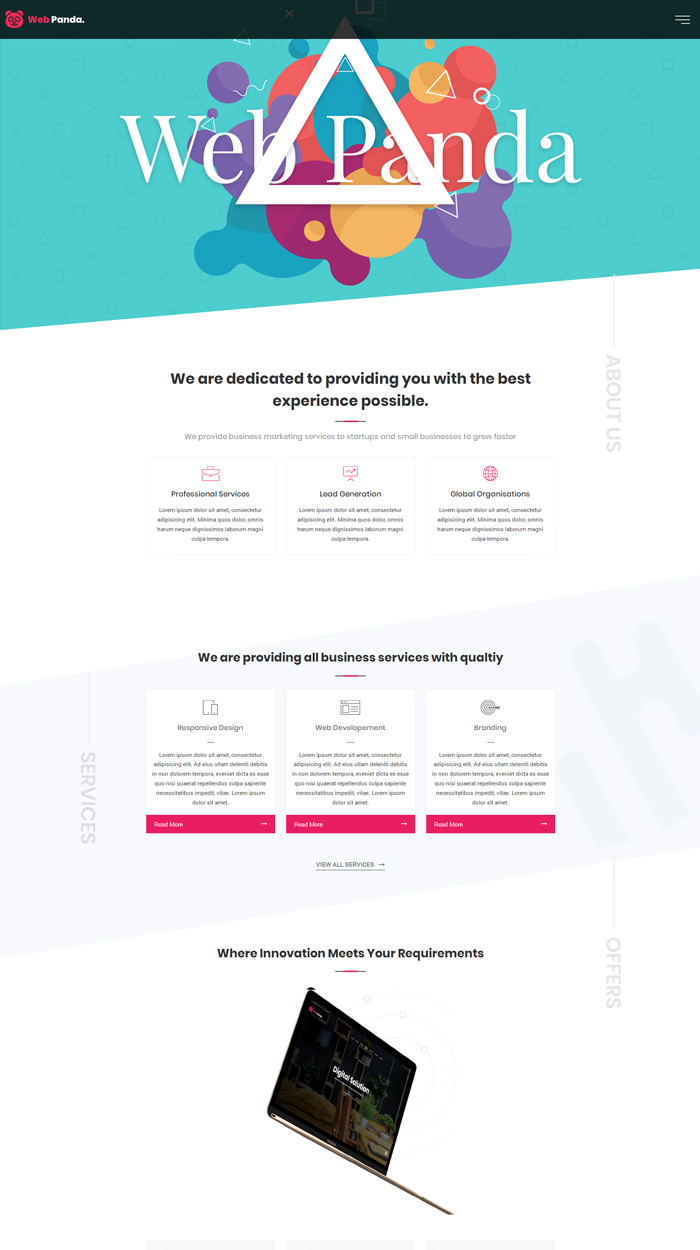 Web Panda.
Web Panda
ABOUT US
We are dedicated to providing you with the best
experience possible.
We provide business marketing services to startups and small businesses to grow faster
Professional Services
Lorem ipsum dolor sit amet, consectetur
adipisicing elit. Minima quos dolor, omnis
harum neque dignissimos laborum magni
culpa tempora.
Lead Generation
Lorem ipsum dolor sit amet, consectetur
adipisicing elit. Minima quos dolor, omnis
harum neque dignissimos laborum magni
culpa tempora.
Global Organisations
Lorem ipsum dolor sit amet, consectetur
adipisicing elit. Minima quos dolor, omnis
harum neque dignissimos laborum magni
culpa tempora.
We are providing all business services with qualtiy
SERVICES
Responsive Design
Lorem ipsum dolor sit amet, consectetur
adipisicing elit. Ad eius ullam debitis
in non dolorem tempora, eveniet dicta ex esse
quo nisi quaerat repellendus culpa sapiente
necessitatibus impedit, vitae. Lorem ipsum
dolor sit amet.
Read More
Web Developement
Lorem ipsum dolor sit amet, consectetur
adipisicing elit. Ad eius ullam debitis
in non dolorem tempora, eveniet dicta ex esse
quo nisi quaerat repellendus culpa sapiente
necessitatibus impedit, vitae. Lorem ipsum
dolor sit amet.
Read More
Branding
Lorem ipsum dolor sit amet, consectetur
adipisicing elit. Ad eius ullam debitis
in non dolorem tempora, eveniet dicta ex esse
quo nisi quaerat repellendus culpa sapiente
necessitatibus impedit, vitae. Lorem ipsum
dolor sit amet.
Read More
VIEW ALL SERVICES
OFFERS
Where Innovation Meets Your Requirements
Digital Solution